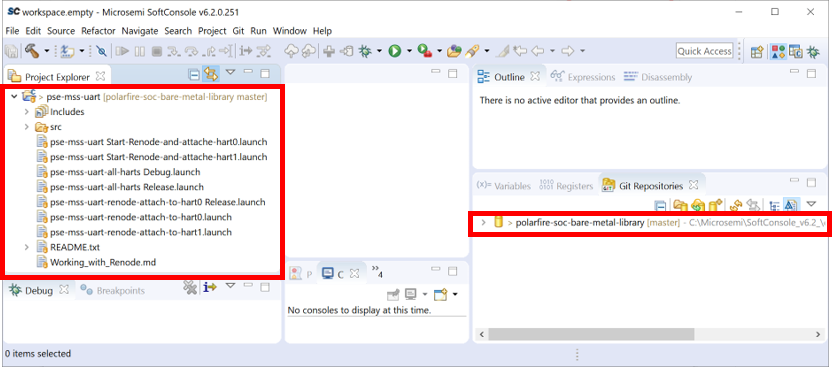 workspace.empty - Microsemi SoftConsole v6.2.0.251
File Edit Source Refactor Navigate Search Project Git Run Window Help
Quick Access
Project Explorer
pse-mss-uart [polarfire-soc-bare-metal-library master]
Includes
src
pse-mss-uart Start-Renode-and-attache-hart0.launch
pse-mss-uart Start-Renode-and-attache-hart1.launch
pse-mss-uart-all-harts Debug.launch
pse-mss-uart-all-harts Release.launch
pse-mss-uart-renode-attach-to-hart0 Release.launch
pse-mss-uart-renode-attach-to-hart0.launch
pse-mss-uart-renode-attach-to-hart1.launch
README.txt
Working_with_Renode.md
Debug Breakpoints
P C 4
No consoles to display at this time.
Outline Expressions Disassembly
There is no active editor that provides an outline.
(x)= Variables Registers Git Repositories
polarfire-soc-bare-metal-library [master] - C:\Microsemi\SoftConsole_v6.2_\
0 items selected